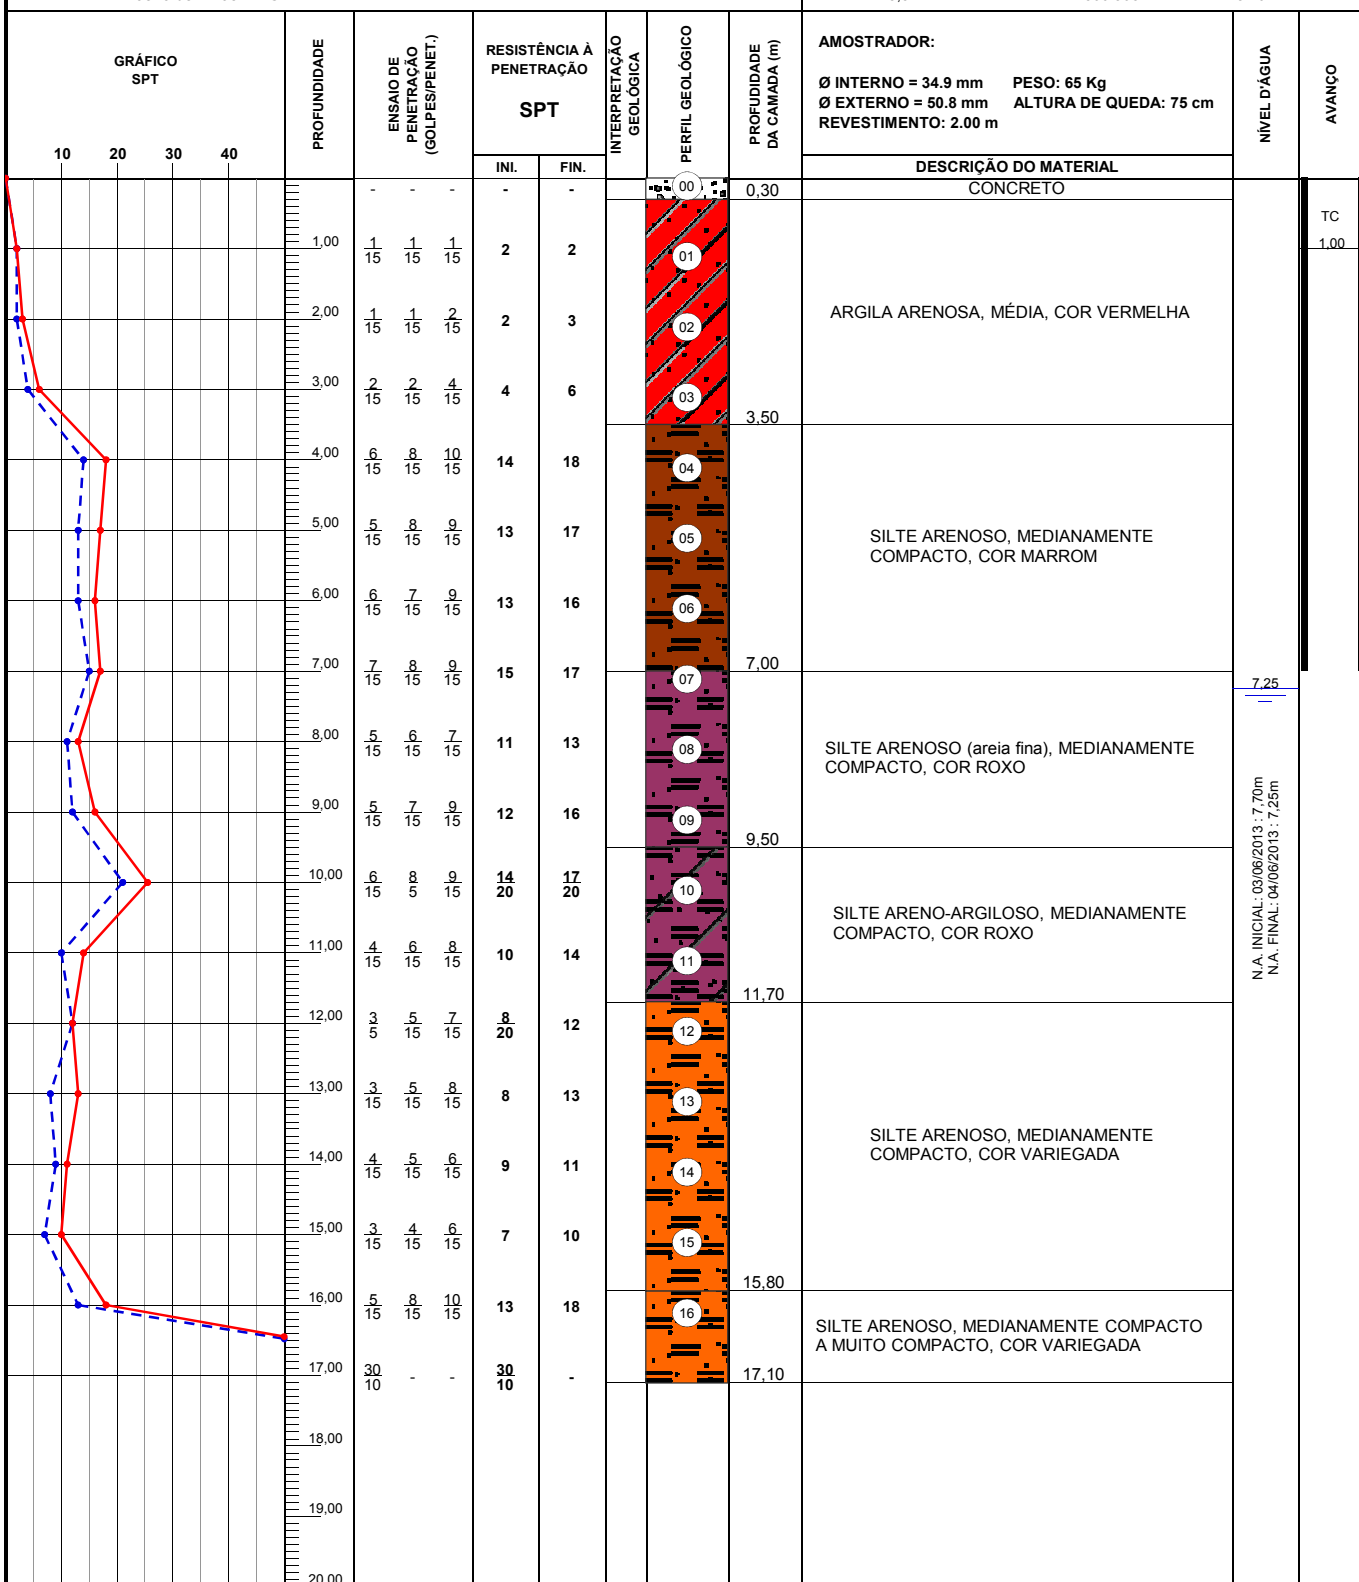 GRÁFICO
SPT
10 20 30 40
PROFUNDIDADE
ENSAIO DE
PENETRAÇÃO
(GOLPES/PENET.)
RESISTÊNCIA À
PENETRAÇÃO
SPT
INI. FIN.
INTERPRETAÇÃO
GEOLÓGICA
PERFIL GEOLÓGICO
PROFUDIDADE
DA CAMADA (m)
AMOSTRADOR:
Ø INTERNO = 34.9 mm PESO: 65 Kg
Ø EXTERNO = 50.8 mm ALTURA DE QUEDA: 75 cm
REVESTIMENTO: 2.00 m
DESCRIÇÃO DO MATERIAL
NÍVEL D'ÁGUA
AVANÇO
- - - - - 00 0,30 CONCRETO
TC
1,00 1/15 1/15 1/15 2 2 01 1,00
2,00 1/15 1/15 2/15 2 3 02 ARGILA ARENOSA, MÉDIA, COR VERMELHA
3,00 2/15 2/15 4/15 4 6 03
3,50
4,00 6/15 8/15 10/15 14 18 04
5,00 5/15 8/15 9/15 13 17 05 SILTE ARENOSO, MEDIANAMENTE
COMPACTO, COR MARROM
6,00 6/15 7/15 9/15 13 16 06
7,00 7/15 8/15 9/15 15 17 07 7,00
7,25
8,00 5/15 6/15 7/15 11 13 08 SILTE ARENOSO (areia fina), MEDIANAMENTE
COMPACTO, COR ROXO
9,00 5/15 7/15 9/15 12 16 09
9,50
N.A. INICIAL: 03/06/2013 : 7,70m
N.A. FINAL: 04/06/2013 : 7,25m
10,00 6/15 8/5 9/15 14/20 17/20 10 SILTE ARENO-ARGILOSO, MEDIANAMENTE
COMPACTO, COR ROXO
11,00 4/15 6/15 8/15 10 14 11
11,70
12,00 3/5 5/15 7/15 8/20 12 12
13,00 3/15 5/15 8/15 8 13 13
SILTE ARENOSO, MEDIANAMENTE
COMPACTO, COR VARIEGADA
14,00 4/15 5/15 6/15 9 11 14
15,00 3/15 4/15 6/15 7 10 15
15,80
16,00 5/15 8/15 10/15 13 18 16
SILTE ARENOSO, MEDIANAMENTE COMPACTO
A MUITO COMPACTO, COR VARIEGADA
17,00 30/10 - - 30/10 - 17,10
18,00
19,00
20,00